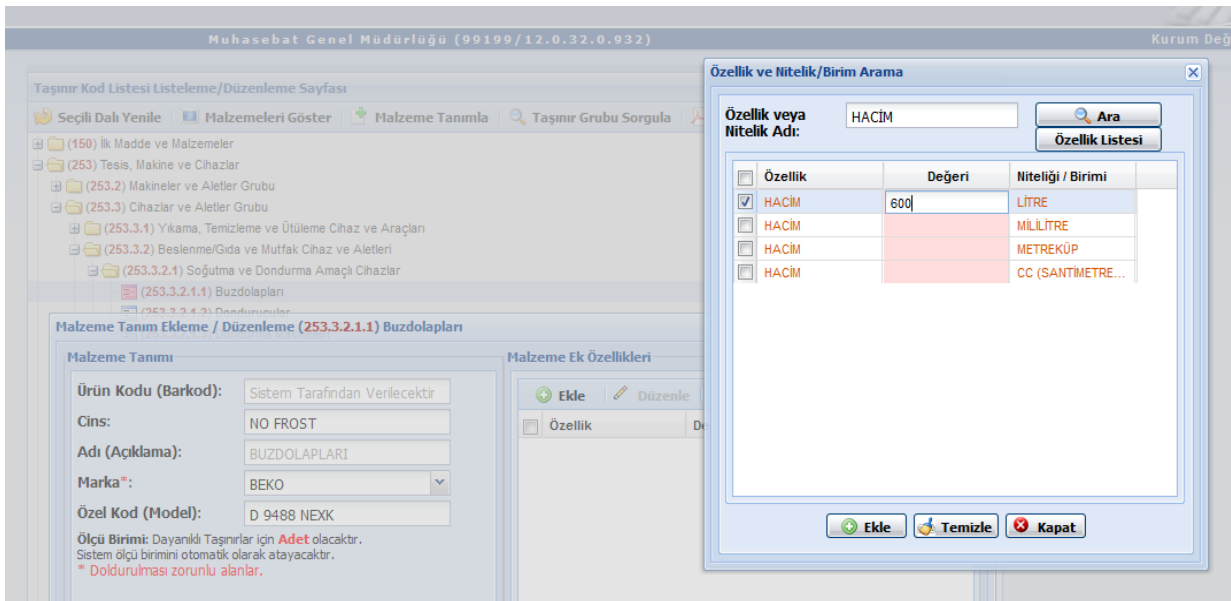 Muhasebat Genel Müdürlüğü (99199/12.0.32.0.932)
Kurum Değ
Taşınır Kod Listesi Listeleme/Düzenleme Sayfası
Seçili Dalı Yenile Malzemeleri Göster Malzeme Tanımla Taşınır Grubu Sorgula
(150) İlk Madde ve Malzemeler
(253) Tesis, Makine ve Cihazlar
(253.2) Makineler ve Aletler Grubu
(253.3) Cihazlar ve Aletler Grubu
(253.3.1) Yıkama, Temizleme ve Ütüleme Cihaz ve Araçları
(253.3.2) Beslenme/Gıda ve Mutfak Cihaz ve Aletleri
(253.3.2.1) Soğutma ve Dondurma Amaçlı Cihazlar
(253.3.2.1.1) Buzdolapları
(253.3.2.1.2) Dondurucular
Malzeme Tanım Ekleme / Düzenleme (253.3.2.1.1) Buzdolapları
Malzeme Tanımı
Ürün Kodu (Barkod): Sistem Tarafından Verilecektir
Cins: NO FROST
Adı (Açıklama): BUZDOLAPLARI
Marka*: BEKO
Özel Kod (Model): D 9488 NEXK
Ölçü Birimi: Dayanıklı Taşınırlar için Adet olacaktır.
Sistem ölçü birimini otomatik olarak atayacaktır.
* Doldurulması zorunlu alanlar.
Malzeme Ek Özellikleri
Ekle Düzenle
Özellik De
Özellik ve Nitelik/Birim Arama
Özellik veya
Nitelik Adı:
HACİM
Ara
Özellik Listesi
Özellik Değeri Niteliği / Birimi
HACİM 600 LİTRE
HACİM MİLİLİTRE
HACİM METREKÜP
HACİM CC (SANTİMETRE...
Ekle Temizle Kapat